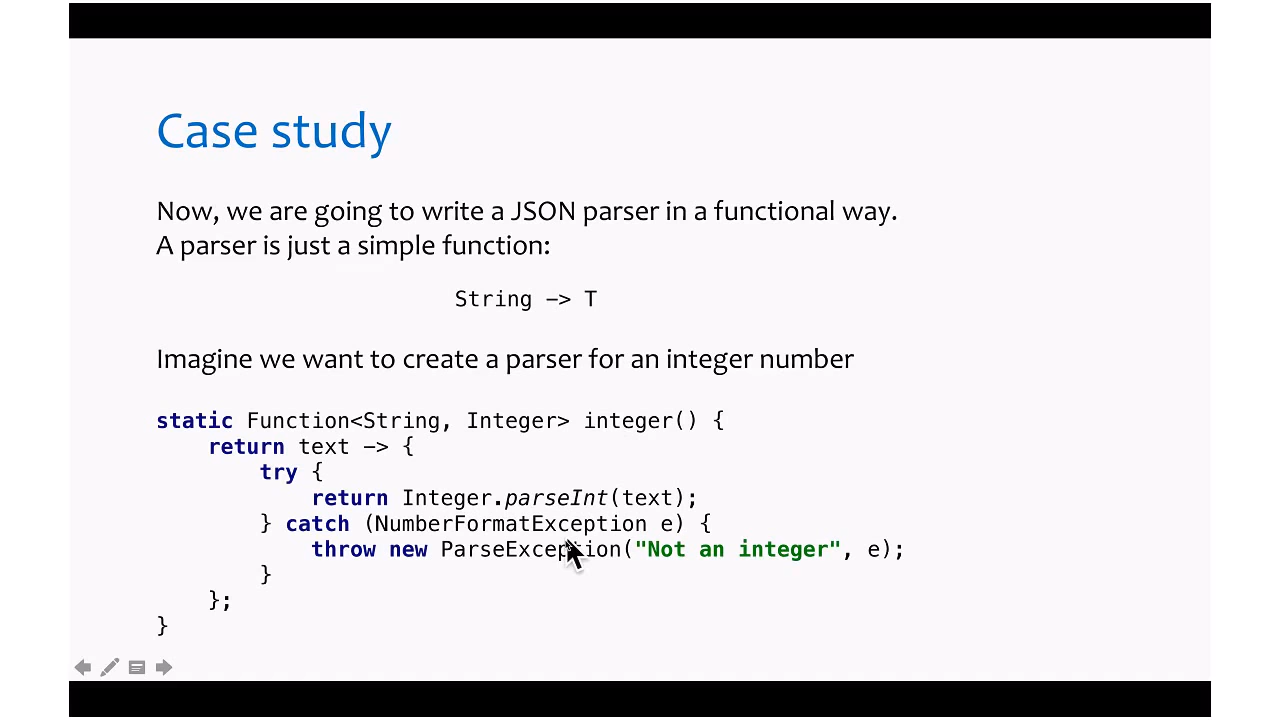 Case study
Now, we are going to write a JSON parser in a functional way.
A parser is just a simple function:
String -> T
Imagine we want to create a parser for an integer number
static Function<String, Integer> integer() {
    return text -> {
        try {
            return Integer.parseInt(text);
        } catch (NumberFormatException e) {
            throw new ParseException("Not an integer", e);
        }
    };
}